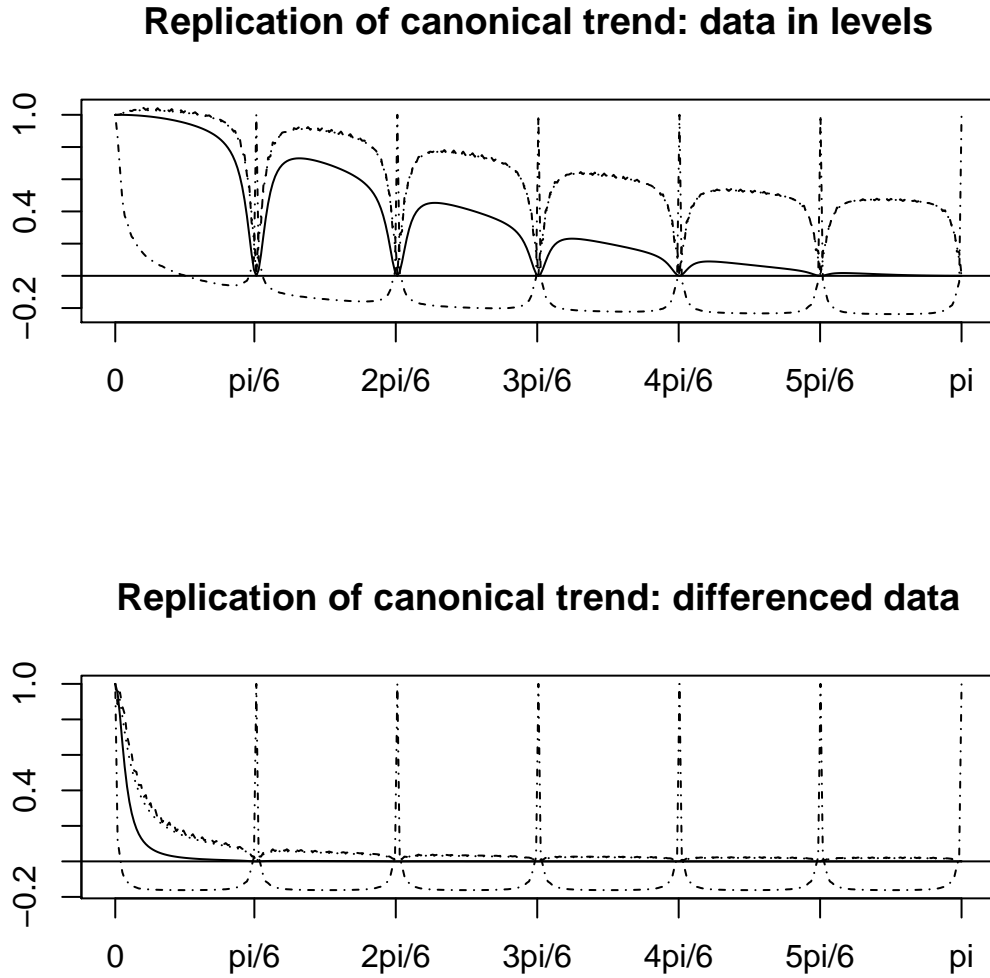 Replication of canonical trend: data in levels
1.0
0.4
−0.2
0 pi/6 2pi/6 3pi/6 4pi/6 5pi/6 pi
Replication of canonical trend: differenced data
1.0
0.4
−0.2
0 pi/6 2pi/6 3pi/6 4pi/6 5pi/6 pi